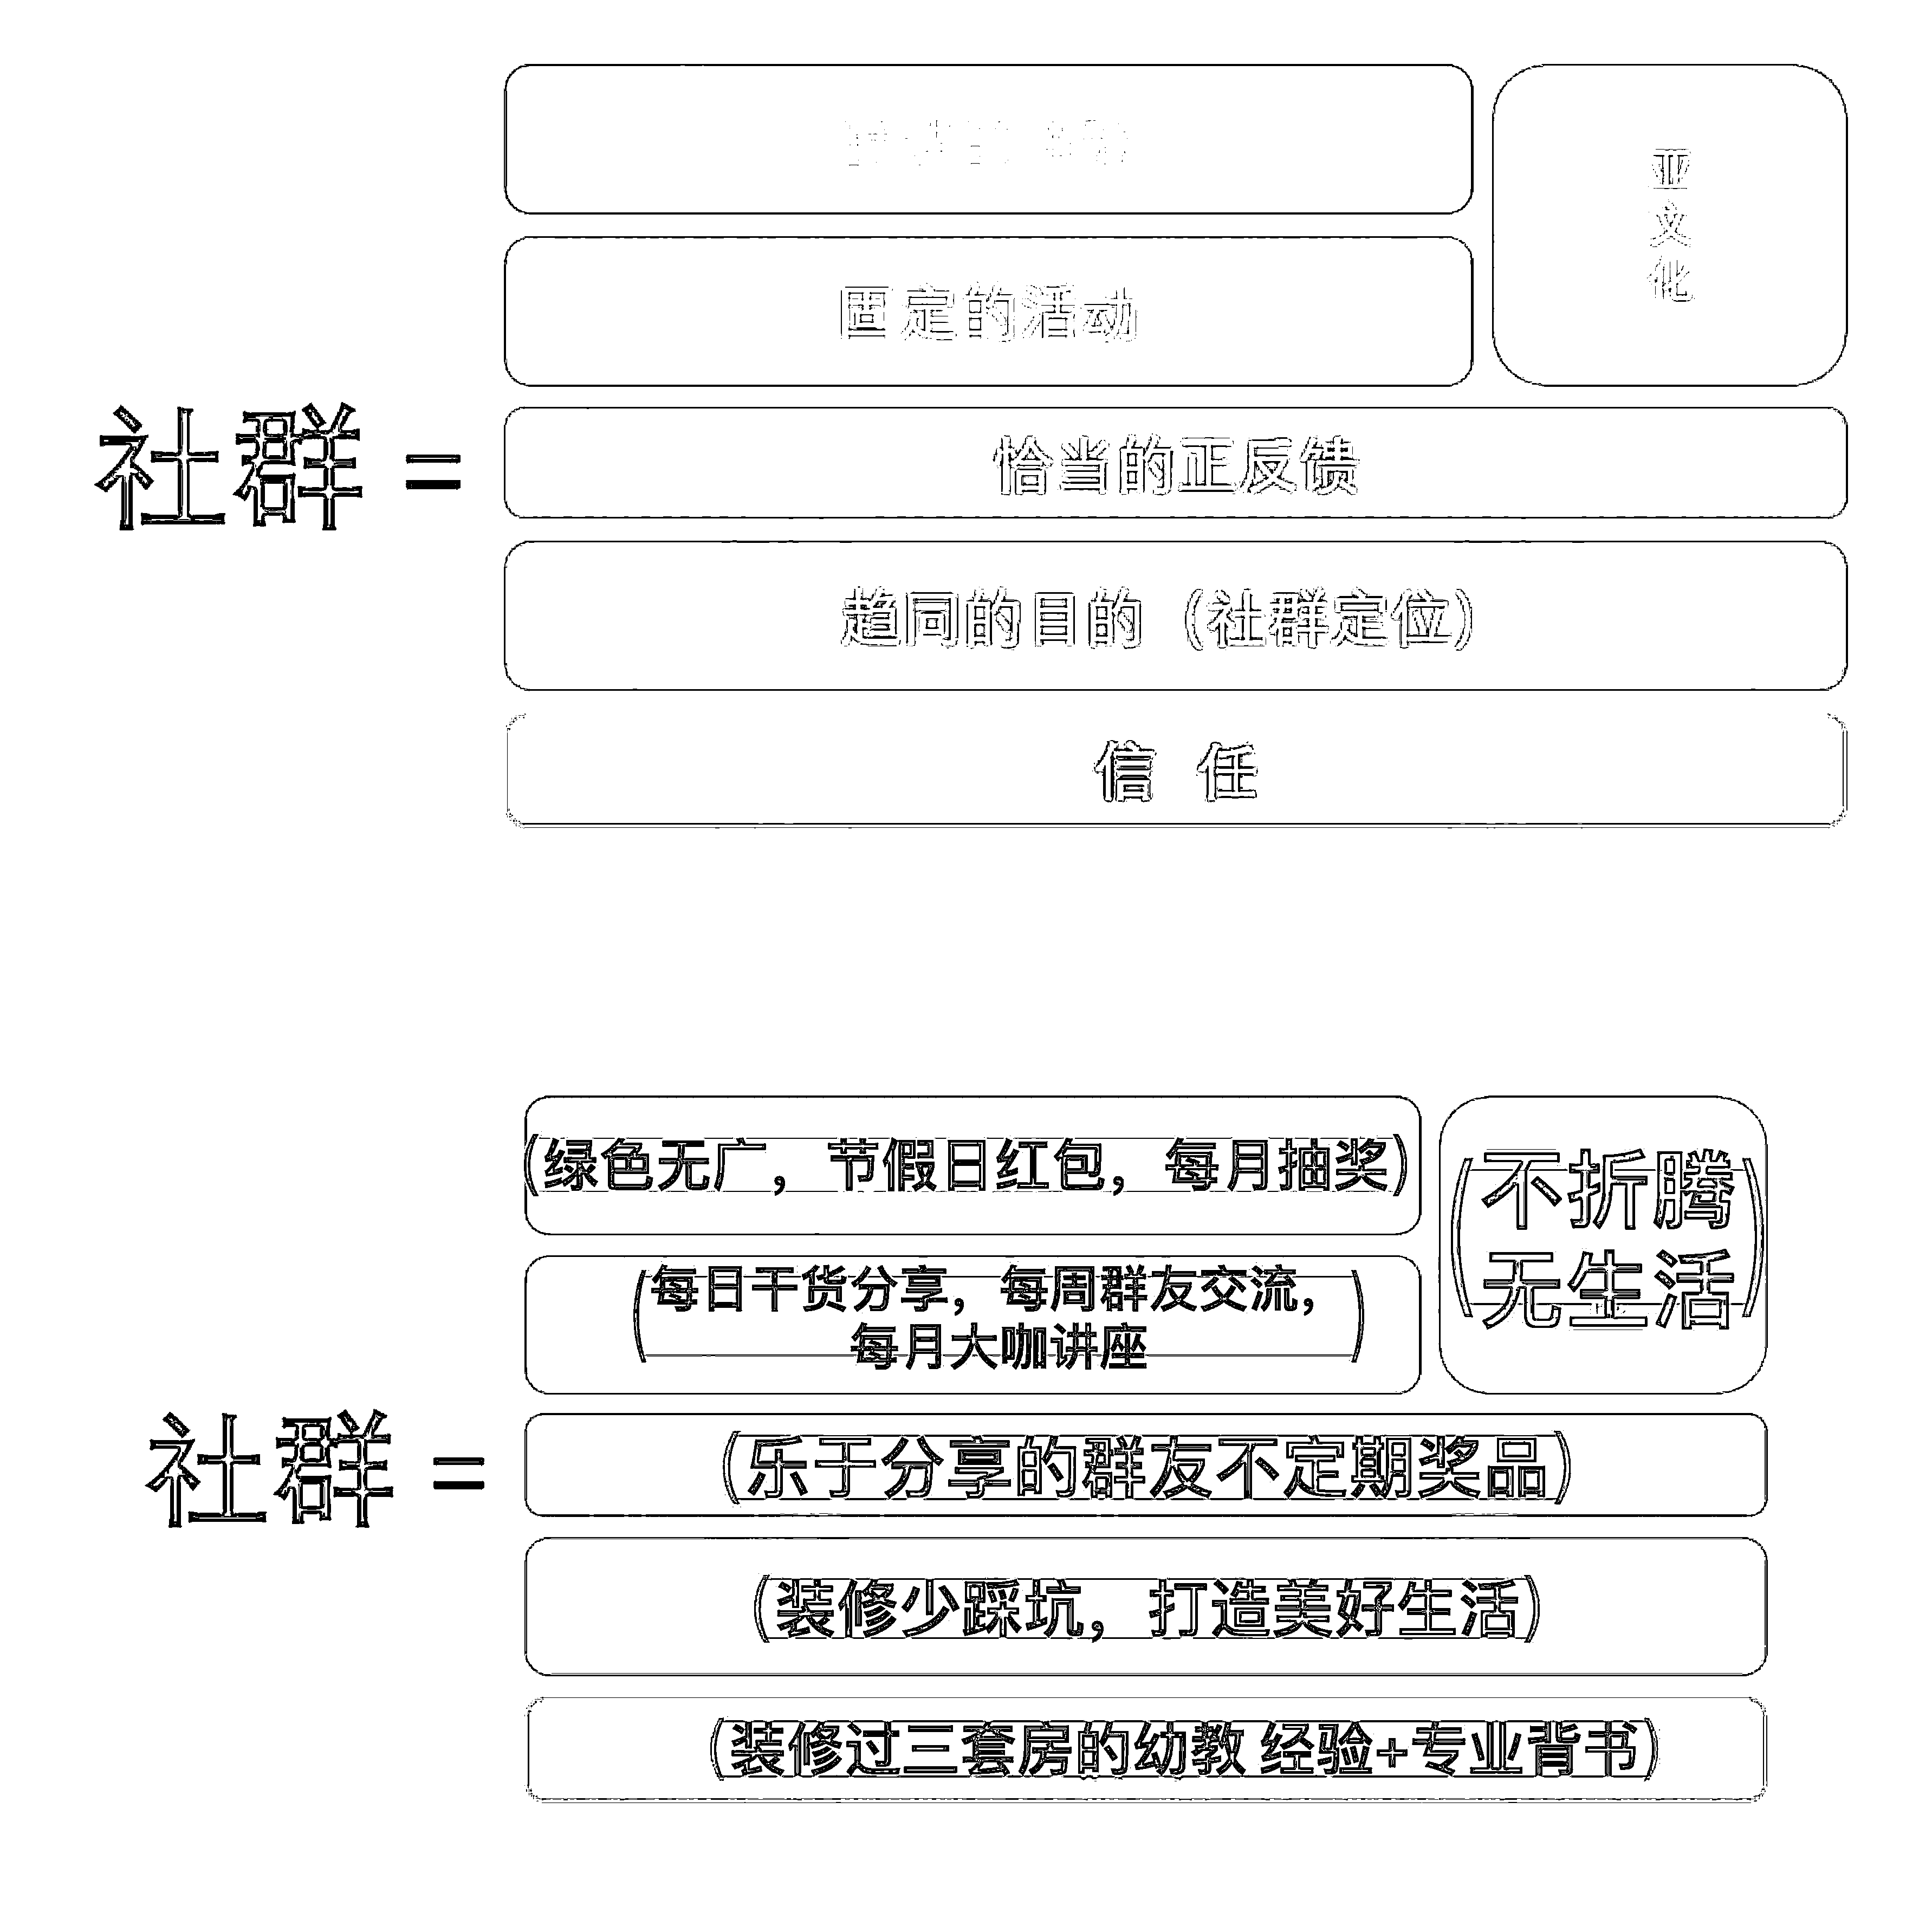 固定的活动
亚
文
化
社群 =
恰当的正反馈
趋同的目的（社群定位）
信 任
(绿色无广，节假日红包，每月抽奖)
(每日干货分享，每周群友交流，
每月大咖讲座)
(不折腾
无生活)
社群 =
(乐于分享的群友不定期奖品)
(装修少踩坑，打造美好生活)
(装修过三套房的幼教 经验+专业背书)